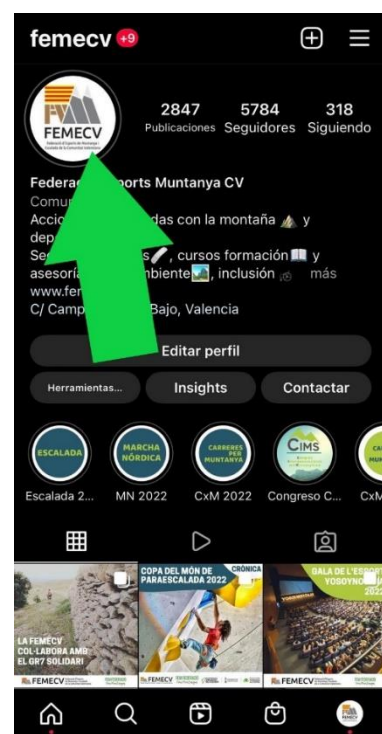 femecv +9
FEMECV
2847 5784 318
Publicaciones Seguidores Siguiendo
Muntanya CV
Comu
Accio das con la montaña y
dep
Se s , cursos formación y
asesoría mbiente , inclusión más
www.fe
C/ Camp Bajo, Valencia
Editar perfil
Herramientas... Insights Contactar
ESCALADA
MARCHA
NÓRDICA
CARRERES
PER
MUNTANYA
CIMS
Escalada 2... MN 2022 CxM 2022 Congreso C... CxM
LA FEMECV
COL·LABORA AMB
EL GR7 SOLIDARI
FEMECV
COPA DEL MÓN DE
PARAESCALADA 2022
CRÒNICA
FEMECV
GALA DE L'ESPORT
2022
FEMECV